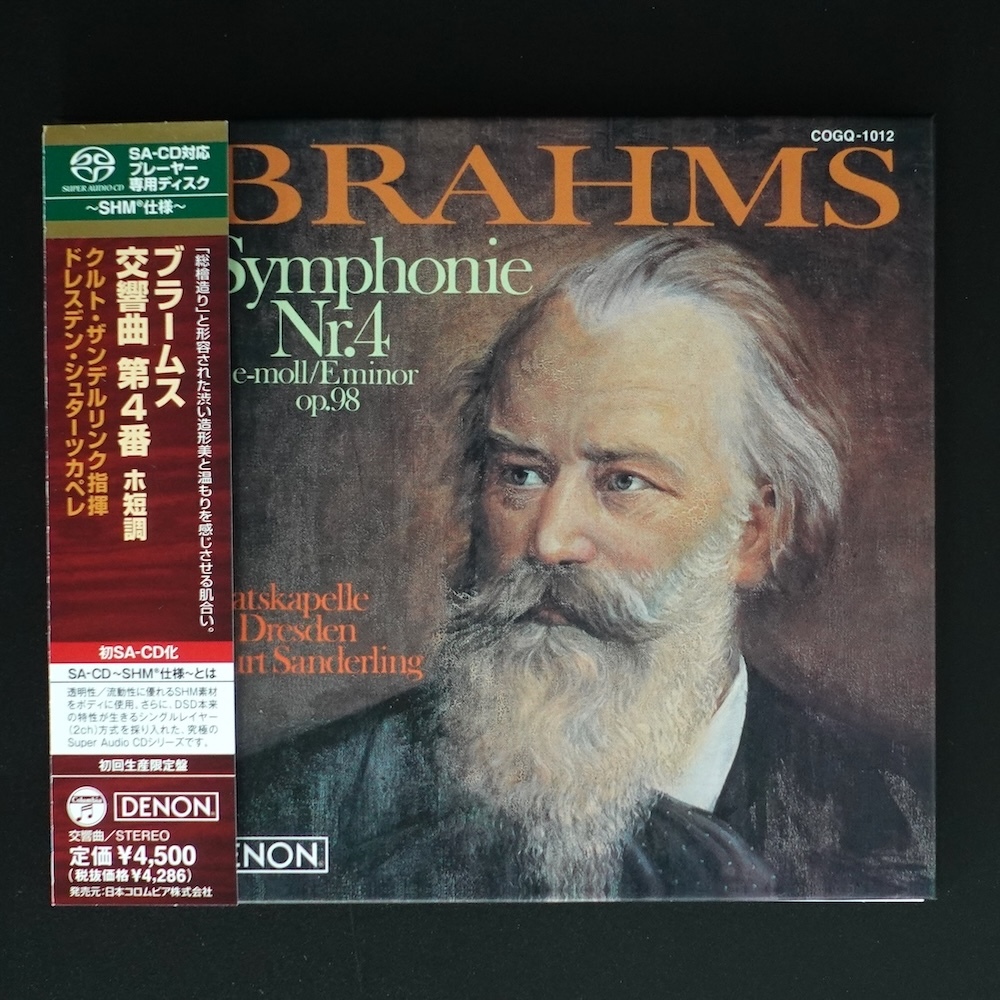 COGQ-1012
BRAHMS
Symphonie
Nr.4
e-moll/E minor
op.98
atskapelle
Dresden
urt Sanderling
ENON
SUPER AUDIO CD
SA-CD対応
プレーヤー
専用ディスク
〜SHM®仕様〜
「総檜造り」と形容された渋い造形美と温もりを感じさせる肌合い。
ブラームス
交響曲 第4番 ホ短調
クルト・ザンデルリンク指揮
ドレスデン・シュターツカペレ
初SA-CD化
SA-CD〜SHM®仕様〜とは
透明性/流動性に優れるSHM素材
をボディに使用。さらに、DSD本来
の特性が生きるシングルレイヤー
(2ch)方式を採り入れた、究極の
Super Audio CDシリーズです。
初回生産限定盤
Columbia
DENON
交響曲/STEREO
定価¥4,500
(税抜価格¥4,286)
発売元:日本コロムビア株式会社